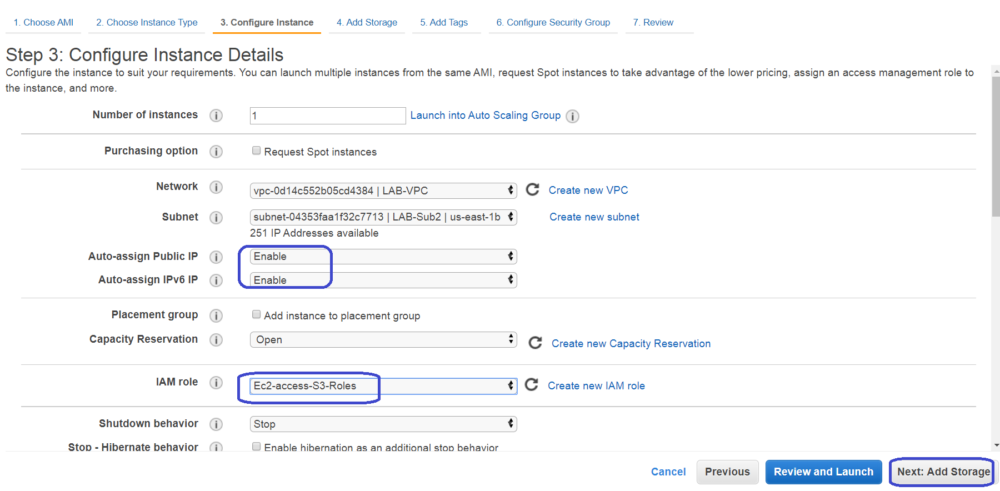 1. Choose AMI 2. Choose Instance Type 3. Configure Instance 4. Add Storage 5. Add Tags 6. Configure Security Group 7. Review
Step 3: Configure Instance Details
Configure the instance to suit your requirements. You can launch multiple instances from the same AMI, request Spot instances to take advantage of the lower pricing, assign an access management role to
the instance, and more.
Number of instances i 1 Launch into Auto Scaling Group i
Purchasing option i Request Spot instances
Network i vpc-0d14c552b05cd4384 | LAB-VPC Create new VPC
Subnet i subnet-04353faa1f32c7713 | LAB-Sub2 | us-east-1b Create new subnet
251 IP Addresses available
Auto-assign Public IP i Enable
Auto-assign IPv6 IP i Enable
Placement group i Add instance to placement group
Capacity Reservation i Open Create new Capacity Reservation
IAM role i Ec2-access-S3-Roles Create new IAM role
Shutdown behavior i Stop
Stop - Hibernate behavior i Enable hibernation as an additional stop behavior
Cancel Previous Review and Launch Next: Add Storage